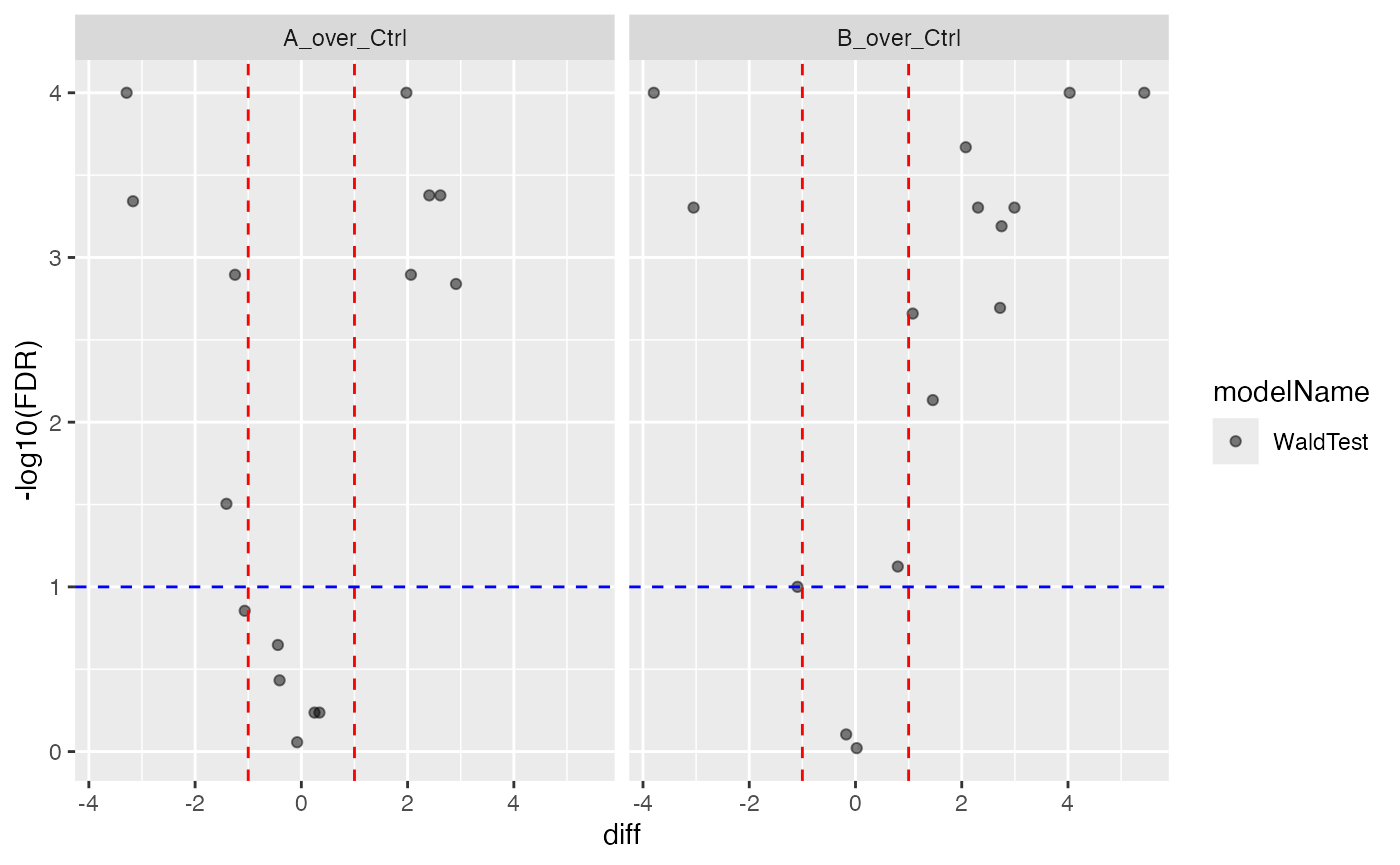 A_over_Ctrl
B_over_Ctrl
4
3
2
1
0
-log10(FDR)
-4 -2 0 2 4
-4 -2 0 2 4
diff
modelName
WaldTest